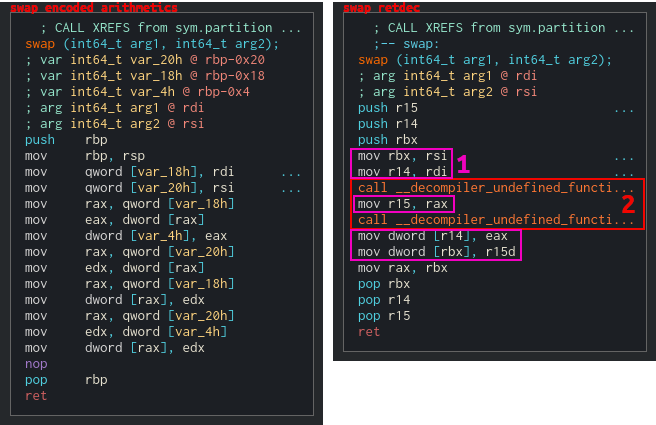 swap encoded arithmetics
; CALL XREFS from sym.partition ...
swap (int64_t arg1, int64_t arg2);
; var int64_t var_20h @ rbp-0x20
; var int64_t var_18h @ rbp-0x18
; var int64_t var_4h @ rbp-0x4
; arg int64_t arg1 @ rdi
; arg int64_t arg2 @ rsi
push rbp
mov rbp, rsp
mov qword [var_18h], rdi ...
mov qword [var_20h], rsi ...
mov rax, qword [var_18h]
mov eax, dword [rax]
mov dword [var_4h], eax
mov rax, qword [var_20h]
mov edx, dword [rax]
mov rax, qword [var_18h]
mov dword [rax], edx
mov rax, qword [var_20h]
mov edx, dword [var_4h]
mov dword [rax], edx
nop
pop rbp
ret
swap retdec
; CALL XREFS from sym.partition ...
;-- swap:
swap (int64_t arg1, int64_t arg2);
; arg int64_t arg1 @ rdi
; arg int64_t arg2 @ rsi
push r15 ...
push r14
push rbx
mov rbx, rsi ...
mov r14, rdi ...
1
call __decompiler_undefined_functi...
mov r15, rax
2
call __decompiler_undefined_functi...
mov dword [r14], eax
mov dword [rbx], r15d
mov rax, rbx
pop rbx
pop r14
pop r15
ret